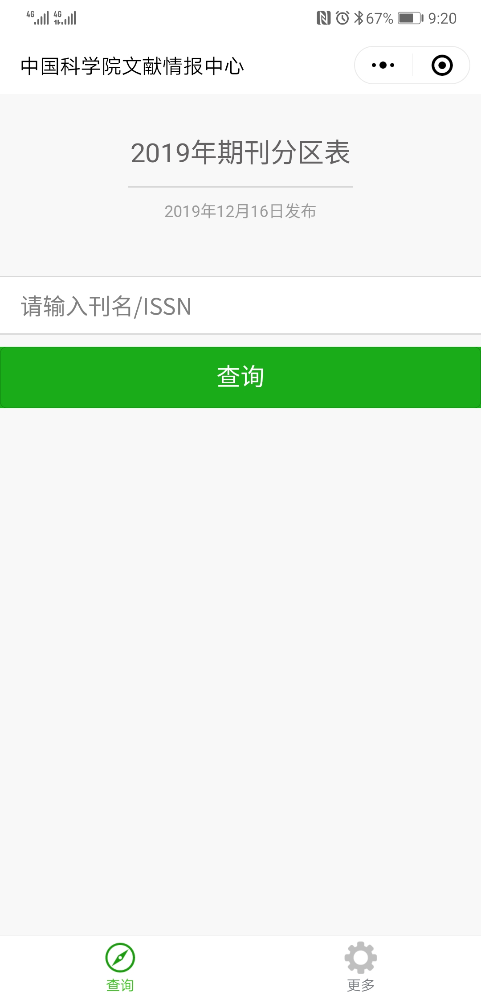 4G 4G 67% 9:20
中国科学院文献情报中心
2019年期刊分区表
2019年12月16日发布
请输入刊名/ISSN
查询
查询 更多